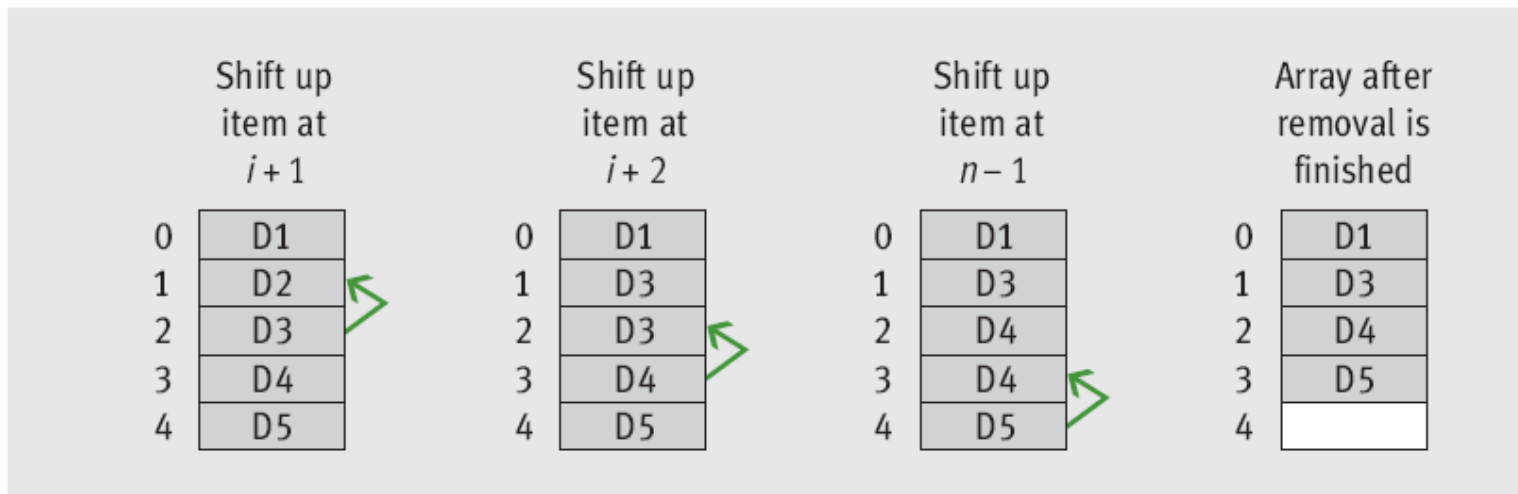 Shift up
item at
i + 1
0 D1
1 D2
2 D3
3 D4
4 D5
Shift up
item at
i + 2
0 D1
1 D3
2 D3
3 D4
4 D5
Shift up
item at
n – 1
0 D1
1 D3
2 D4
3 D4
4 D5
Array after
removal is
finished
0 D1
1 D3
2 D4
3 D5
4